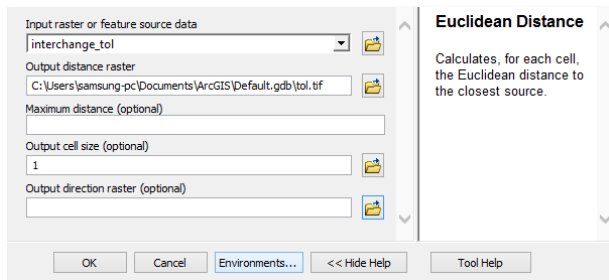 Input raster or feature source data
interchange_tol
Output distance raster
C:\Users\samsung-pc\Documents\ArcGIS\Default.gdb\tol.tif
Maximum distance (optional)
Output cell size (optional)
1
Output direction raster (optional)
OK
Cancel
Environments...
<< Hide Help
Tool Help
Euclidean Distance
Calculates, for each cell,
the Euclidean distance to
the closest source.